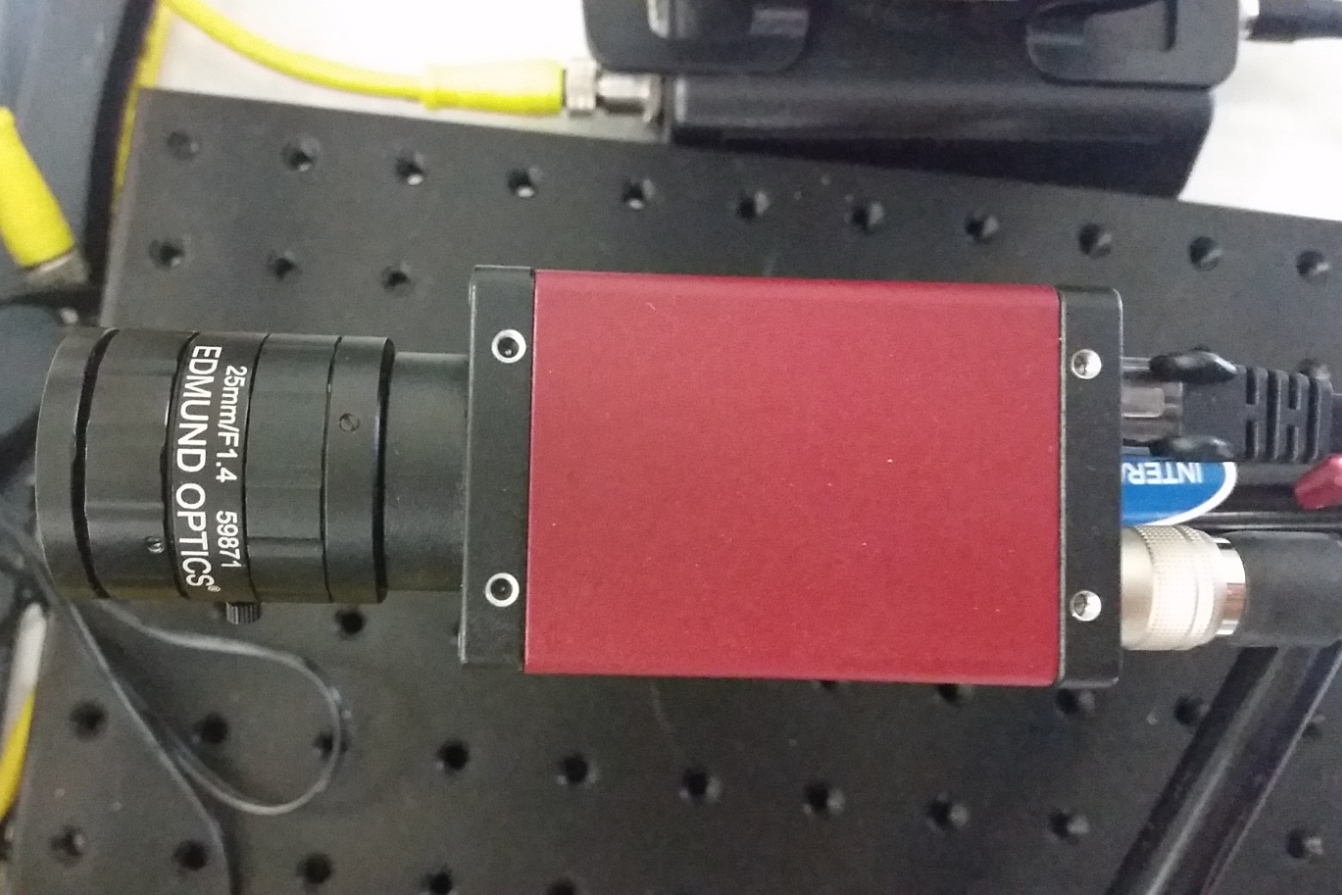 25mm/F1.4 59871
EDMUND OPTICS®
INTER